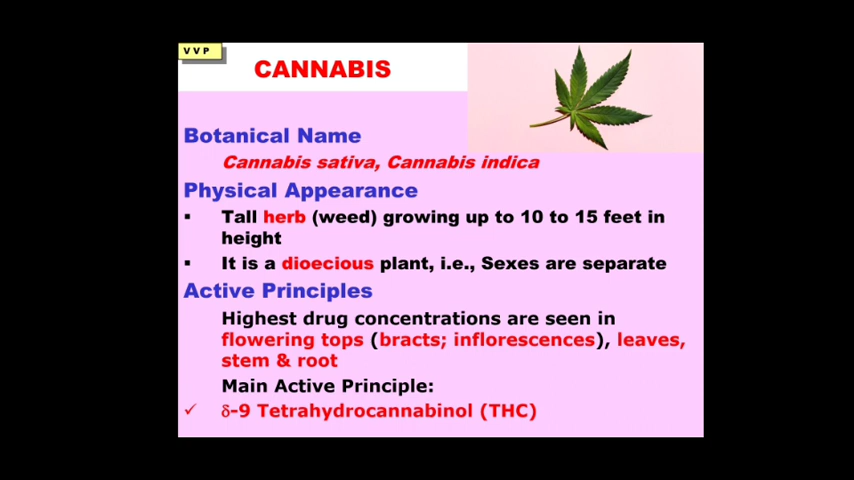 V V P
CANNABIS
Botanical Name
Cannabis sativa, Cannabis indica
Physical Appearance
▪ Tall herb (weed) growing up to 10 to 15 feet in
height
▪ It is a dioecious plant, i.e., Sexes are separate
Active Principles
Highest drug concentrations are seen in
flowering tops (bracts; inflorescences), leaves,
stem & root
Main Active Principle:
✓ δ-9 Tetrahydrocannabinol (THC)